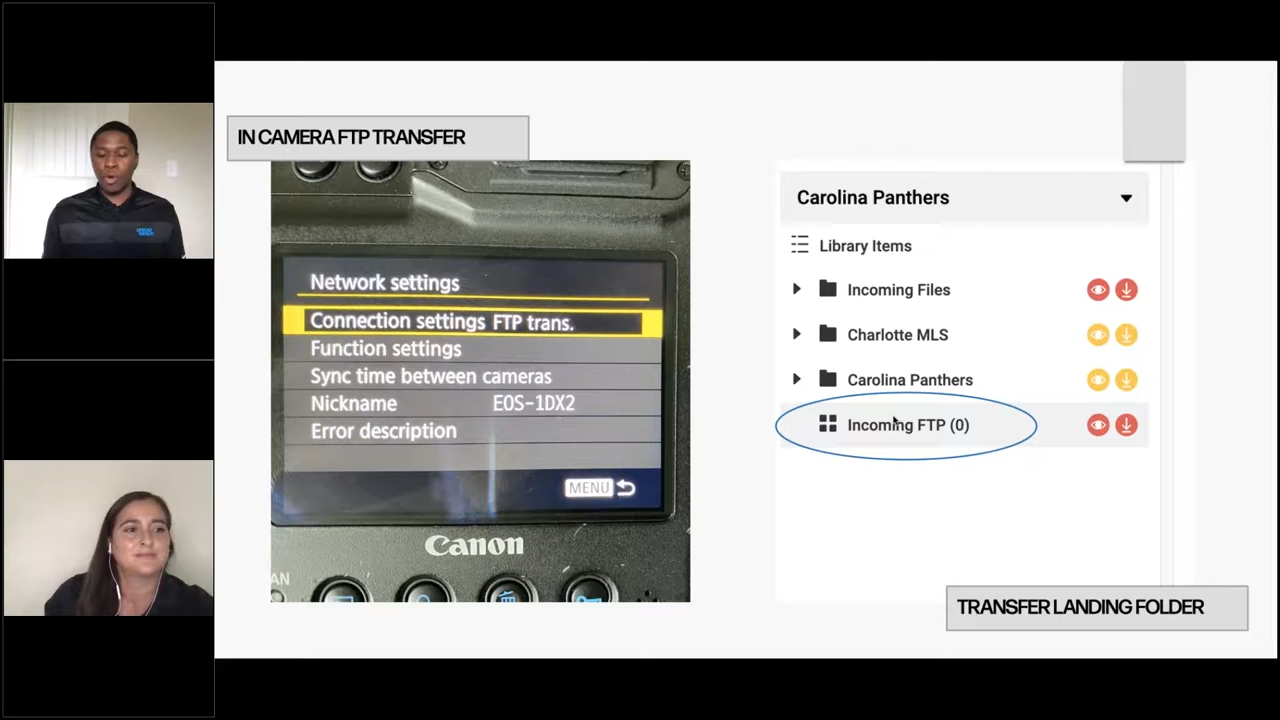 IN CAMERA FTP TRANSFER
Network settings
Connection settings FTP trans.
Function settings
Sync time between cameras
Nickname EOS-1DX2
Error description
MENU
Canon
AN
Carolina Panthers
Library Items
Incoming Files
Charlotte MLS
Carolina Panthers
Incoming FTP (0)
TRANSFER LANDING FOLDER